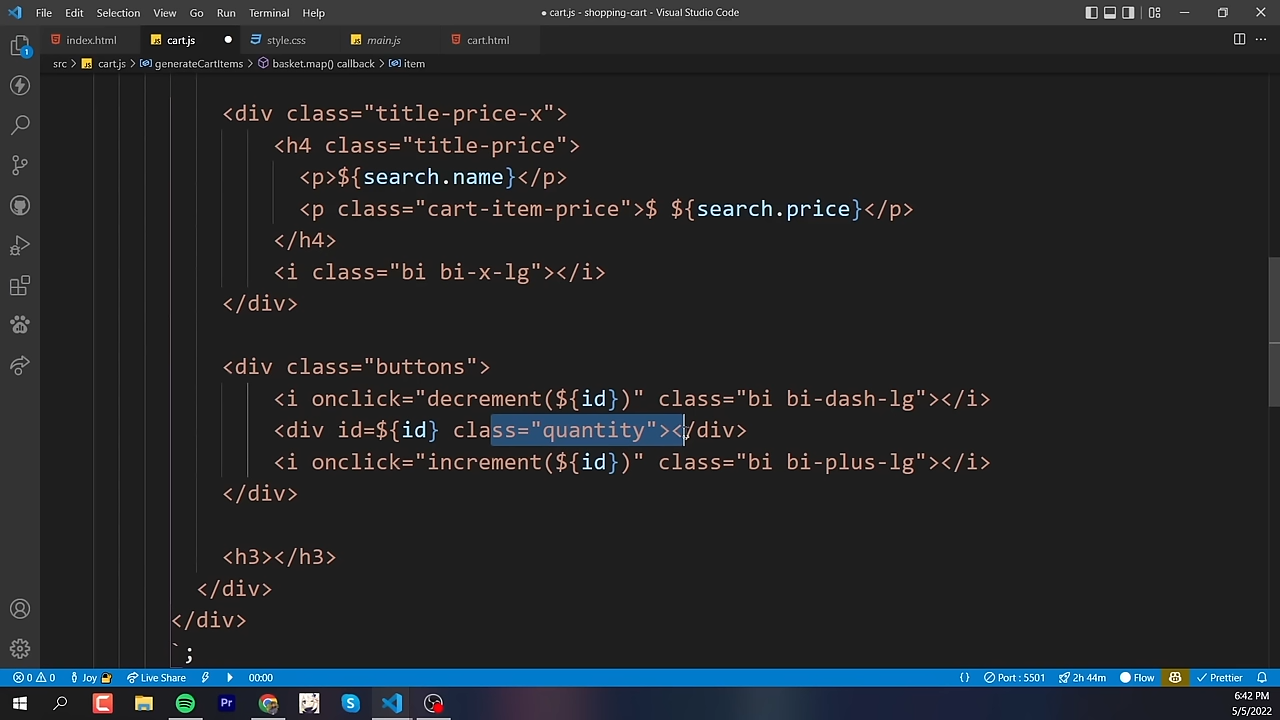 File Edit Selection View Go Run Terminal Help ● cart.js - shopping-cart - Visual Studio Code
index.html cart.js ● style.css main.js cart.html
src > cart.js > generateCartItems > basket.map() callback > item
<div class="title-price-x">
<h4 class="title-price">
<p>${search.name}</p>
<p class="cart-item-price">$ ${search.price}</p>
</h4>
<i class="bi bi-x-lg"></i>
</div>
<div class="buttons">
<i onclick="decrement(${id})" class="bi bi-dash-lg"></i>
<div id=${id} class="quantity"></div>
<i onclick="increment(${id})" class="bi bi-plus-lg"></i>
</div>
<h3></h3>
</div>
</div>
`;
1
0 0 Joy Live Share 00:00 {} Port : 5501 2h 44m Flow Prettier
Pr
6:42 PM
5/5/2022